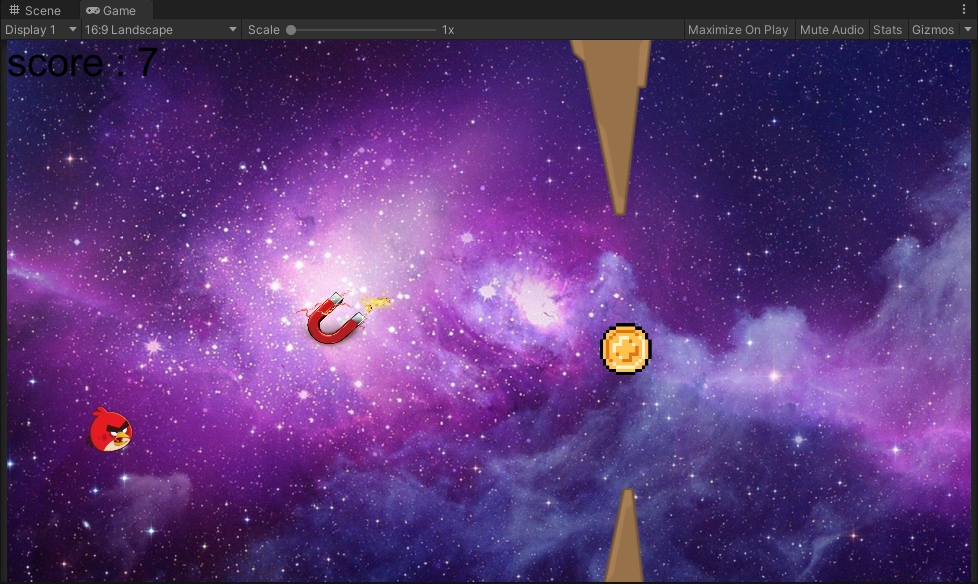 Scene Game
Display 1 16:9 Landscape Scale 1x Maximize On Play Mute Audio Stats Gizmos
score : 7